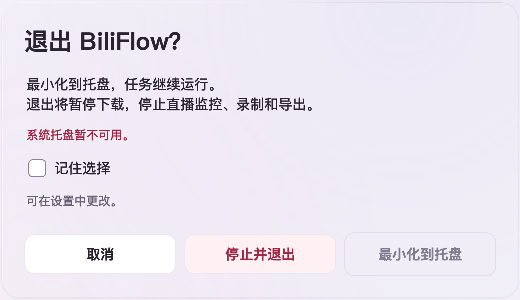 退出 BiliFlow?
最小化到托盘，任务继续运行。
退出将暂停下载，停止直播监控、录制和导出。
系统托盘暂不可用。
记住选择
可在设置中更改。
取消
停止并退出
最小化到托盘